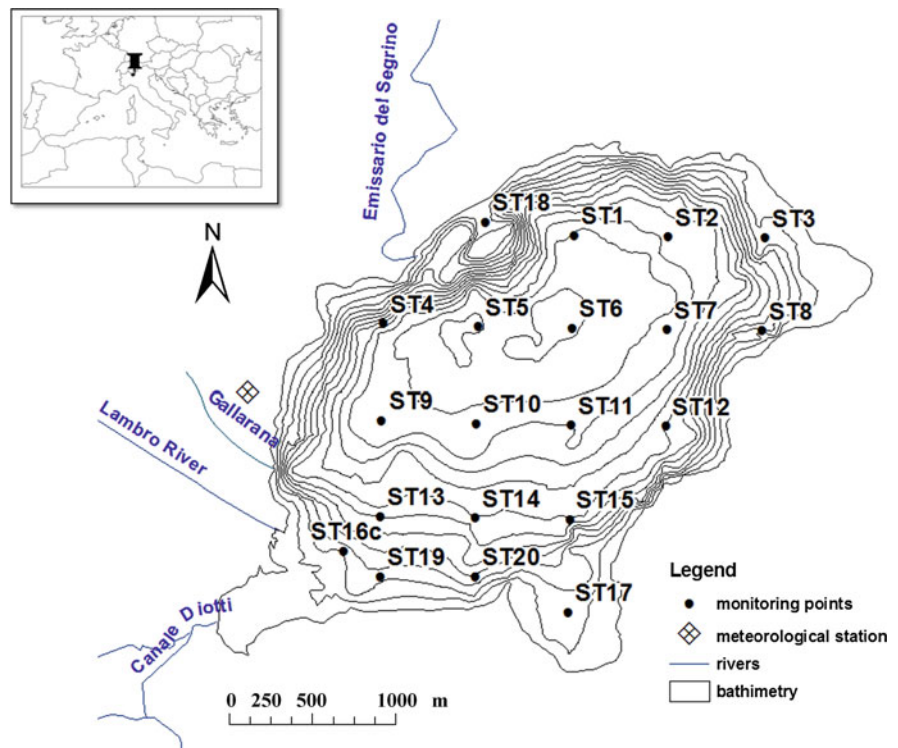 Emissario del Segrino
N
ST18
ST1
ST2
ST3
ST4
ST5
ST6
ST7
ST8
Gallarana
Lambro River
ST9
ST10
ST11
ST12
ST13
ST14
ST15
ST16c
ST19
ST20
ST17
Canale Diotti
Legend
monitoring points
meteorological station
rivers
bathimetry
0 250 500 1000 m